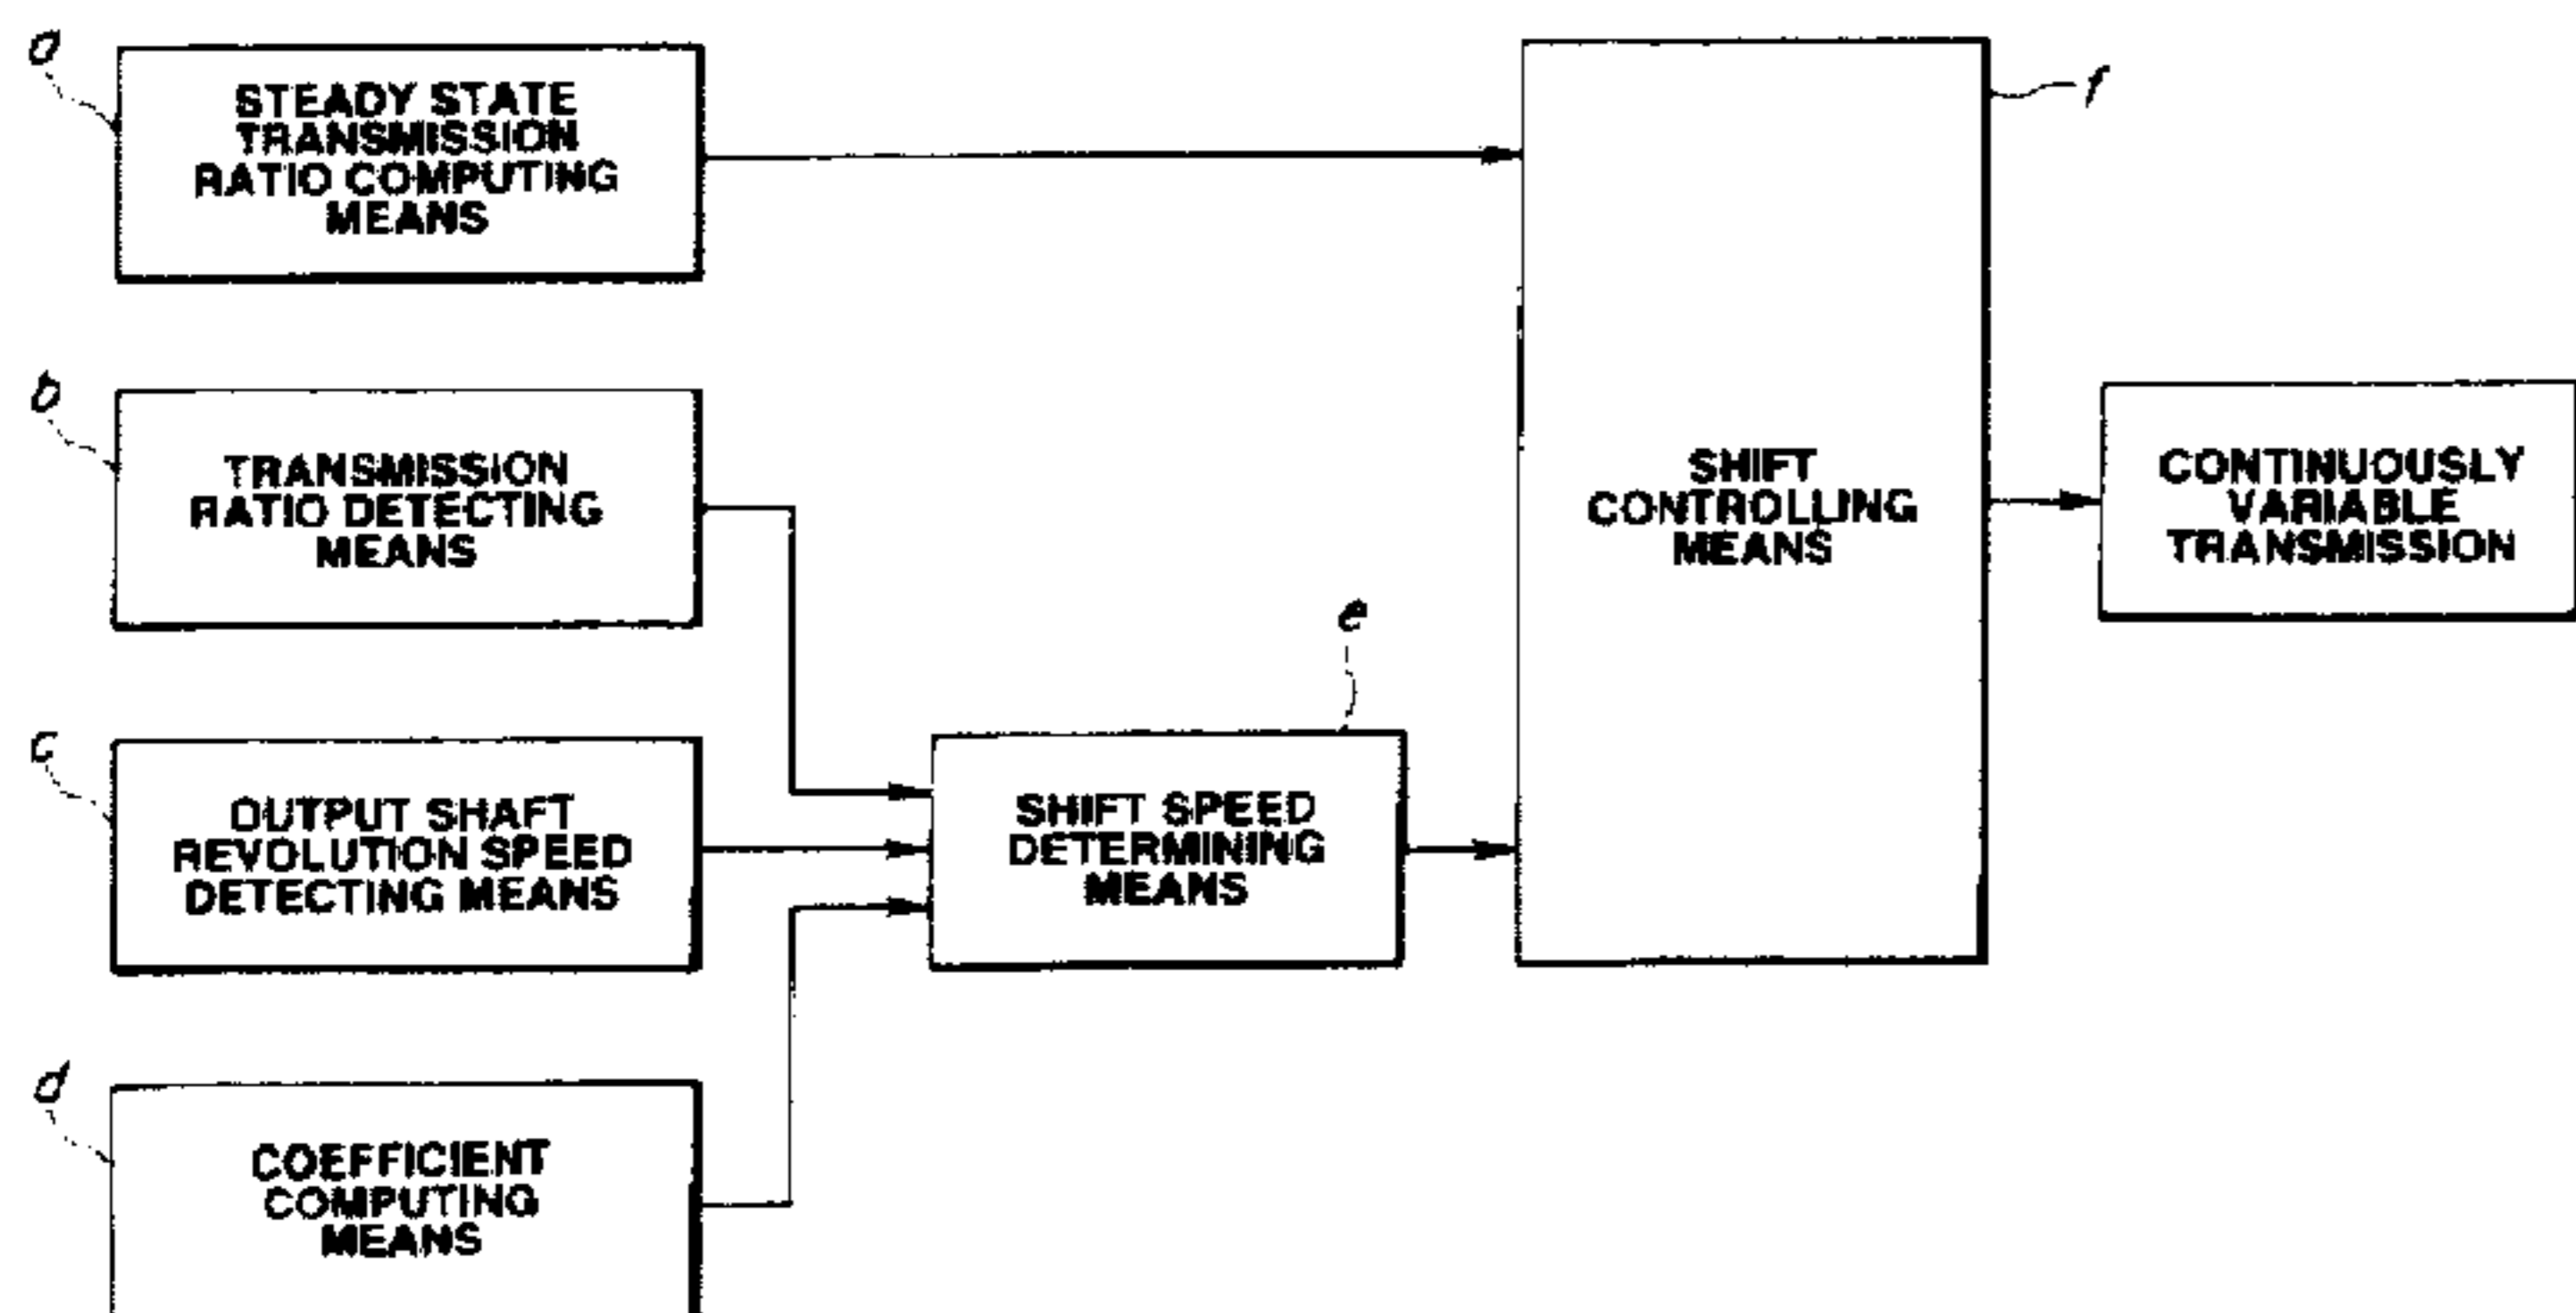 a
STEADY STATE
TRANSMISSION
RATIO COMPUTING
MEANS
b
TRANSMISSION
RATIO DETECTING
MEANS
c
OUTPUT SHAFT
REVOLUTION SPEED
DETECTING MEANS
d
COEFFICIENT
COMPUTING
MEANS
e
SHIFT SPEED
DETERMINING
MEANS
f
SHIFT
CONTROLLING
MEANS
CONTINUOUSLY
VARIABLE
TRANSMISSION